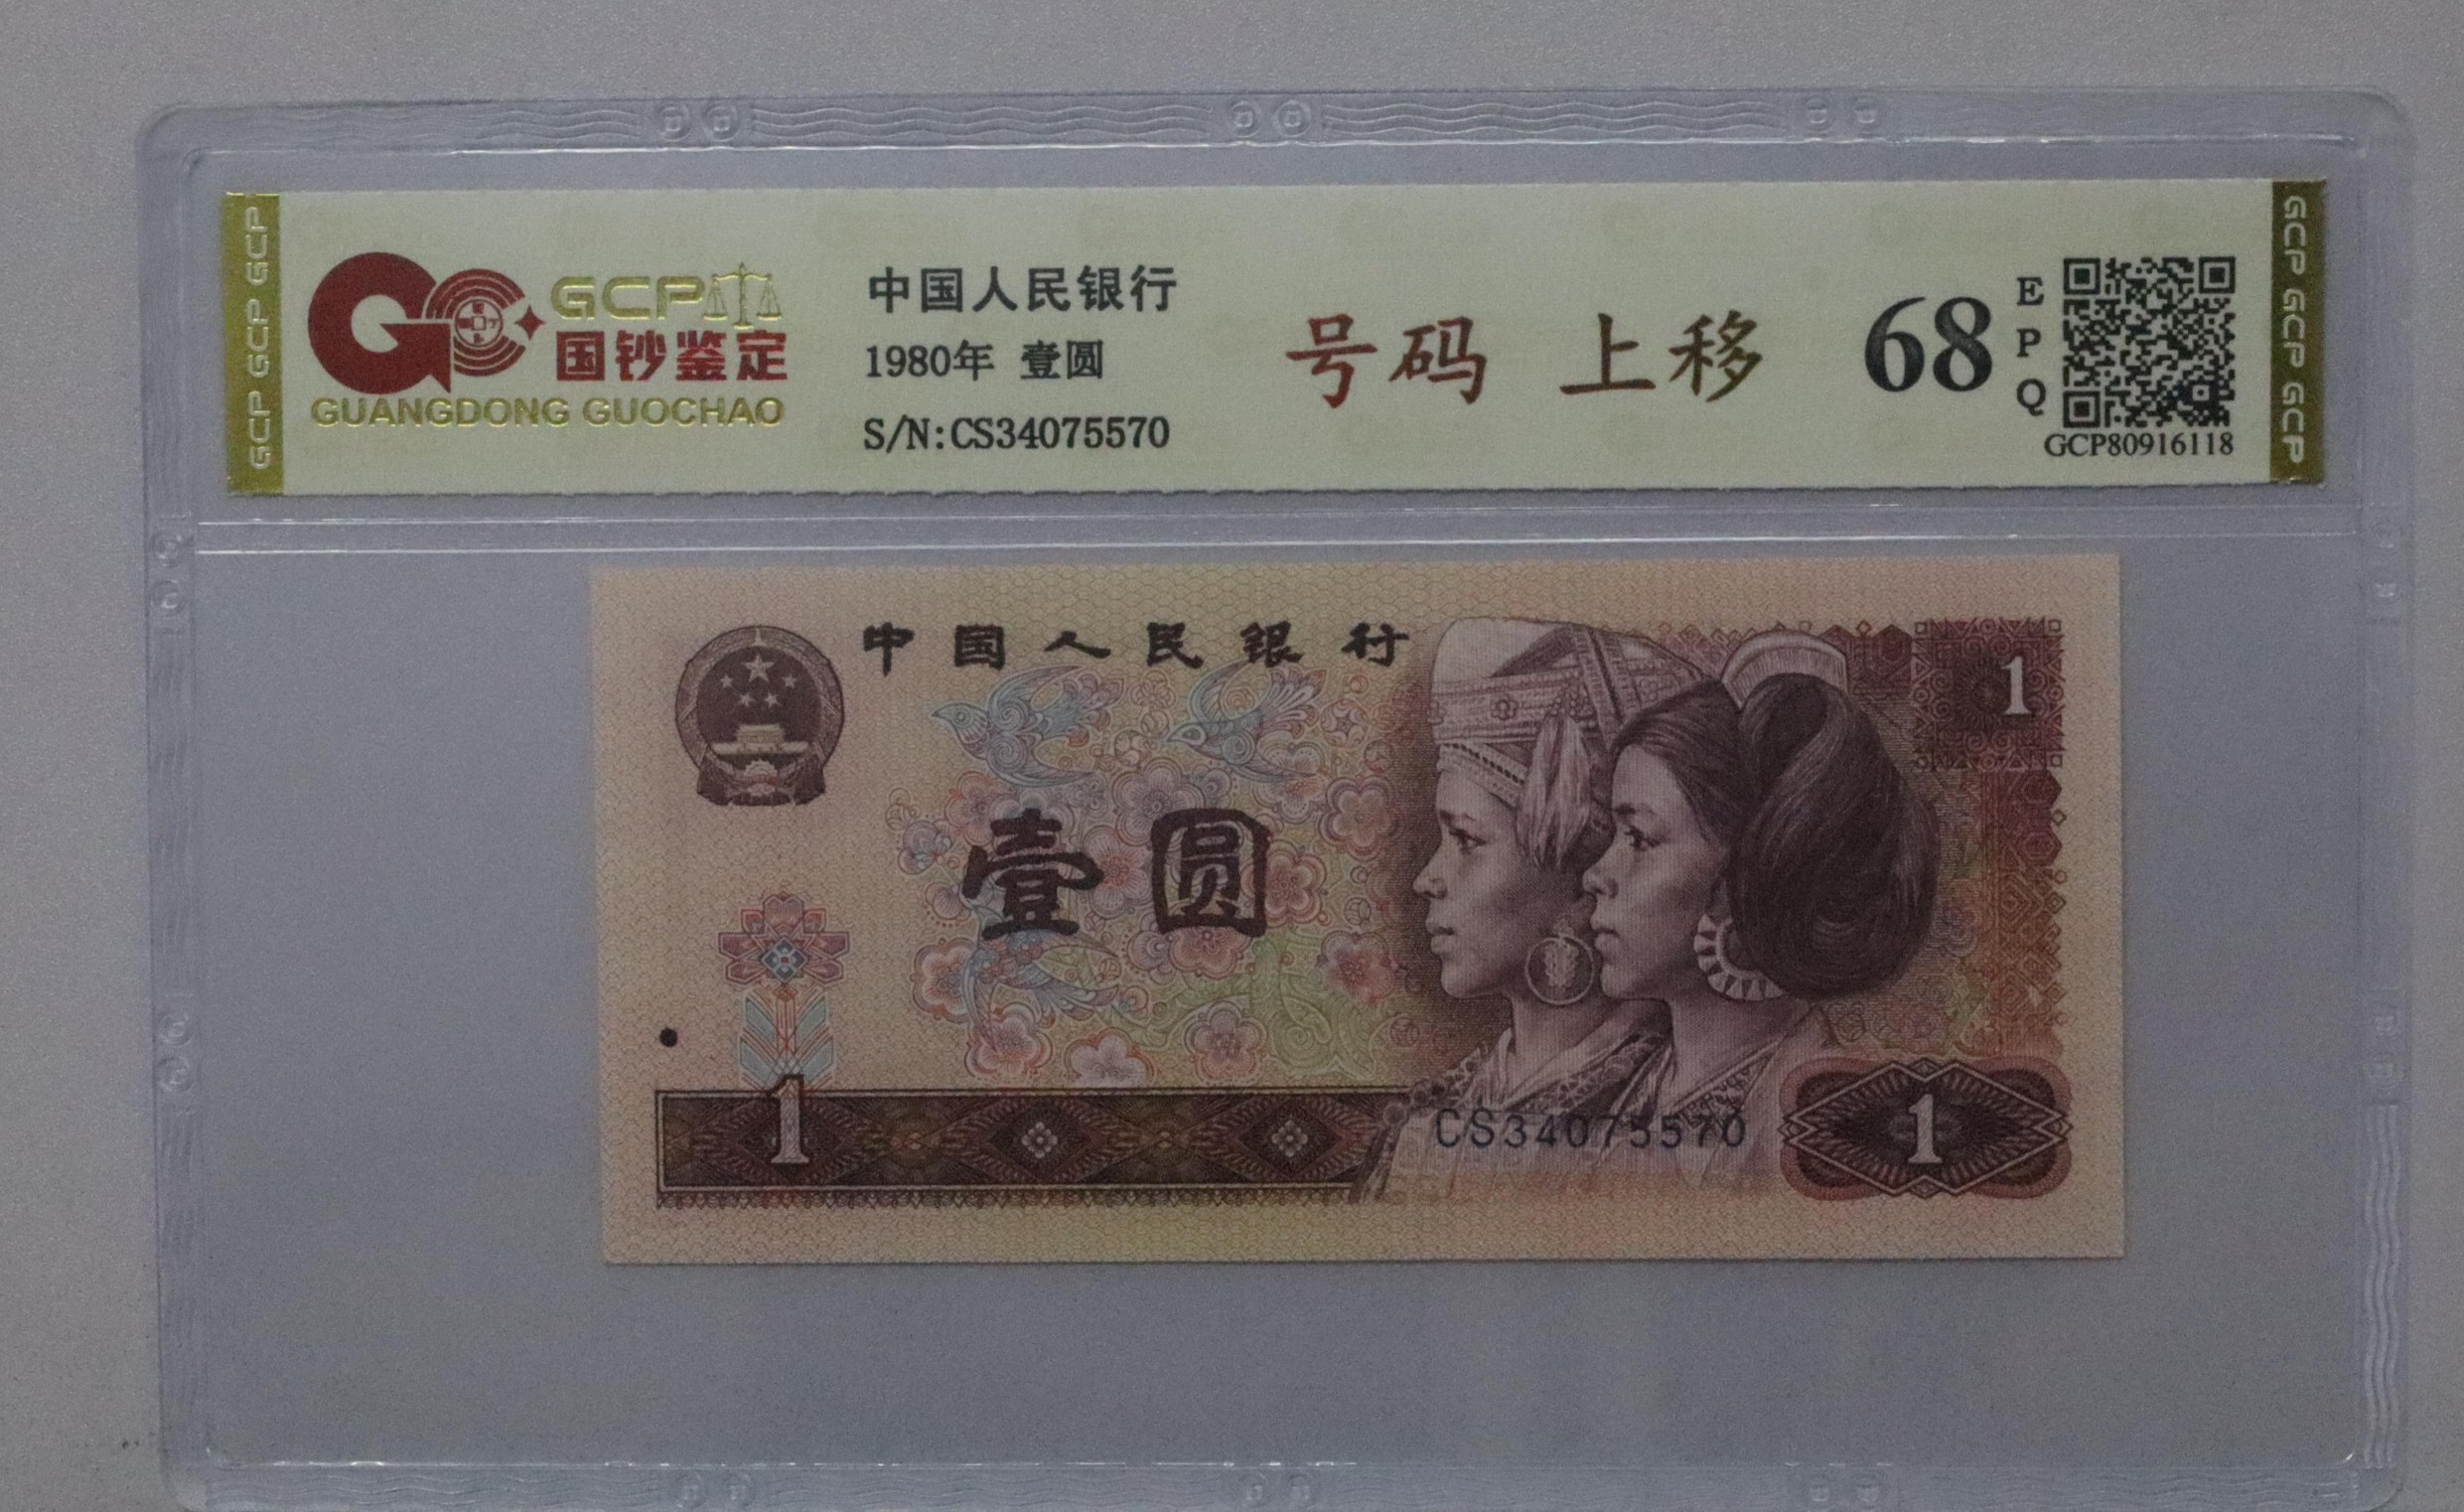 GCP GCP GCP
GCP
国钞鉴定
GUANGDONG GUOCHAO
中国人民银行
1980年 壹圆
S/N:CS34075570
号码 上移
68
E
P
Q
GCP80916118
GCP GCP GCP
中国人民银行
1
壹圆
1
CS34075570
1